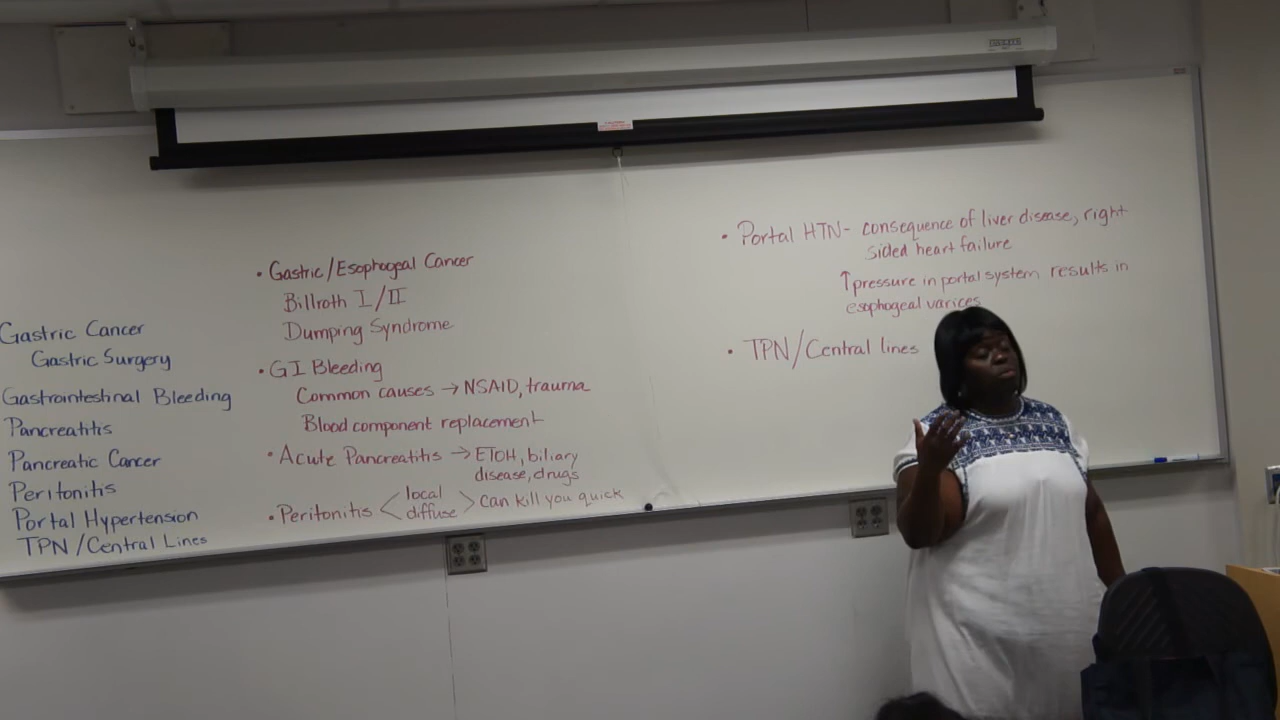 Gastric Cancer
Gastric Surgery
Gastrointestinal Bleeding
Pancreatitis
Pancreatic Cancer
Peritonitis
Portal Hypertension
TPN/Central Lines
• Gastric/Esophageal Cancer
Billroth I/II
Dumping Syndrome
• GI Bleeding
Common causes → NSAID, trauma
Blood component replacement
• Acute Pancreatitis → ETOH, biliary
disease, drugs
• Peritonitis < local
diffuse > Can kill you quick
• Portal HTN- consequence of liver disease, right
sided heart failure
↑pressure in portal system results in
esophogeal varices
• TPN/Central lines